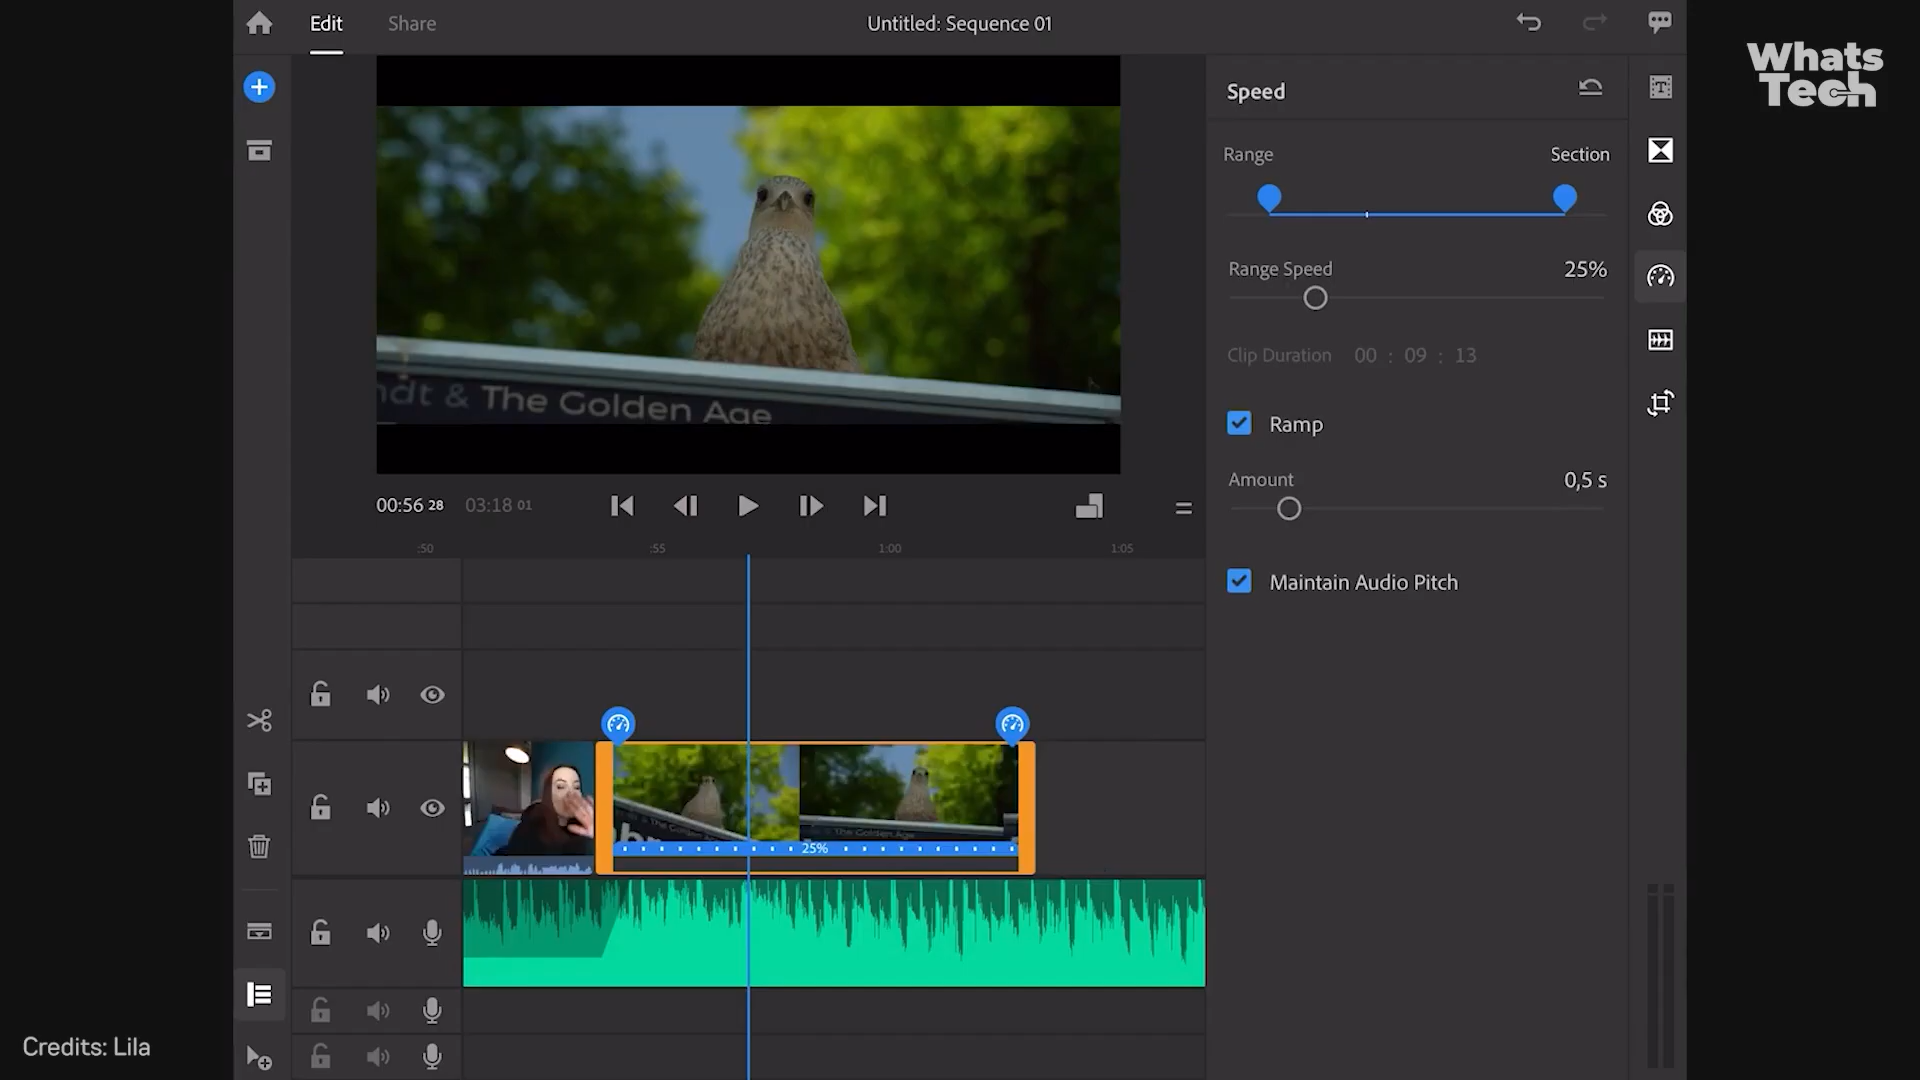 Edit
Share
Untitled: Sequence 01
Whats
Tech
Speed
Range
Section
Range Speed
25%
Clip Duration 00 : 09 : 13
Ramp
Amount
0,5 s
Maintain Audio Pitch
ndt & The Golden Age
00:56 28
03:18 01
:50
:55
1:00
1:05
25%
Credits: Lila